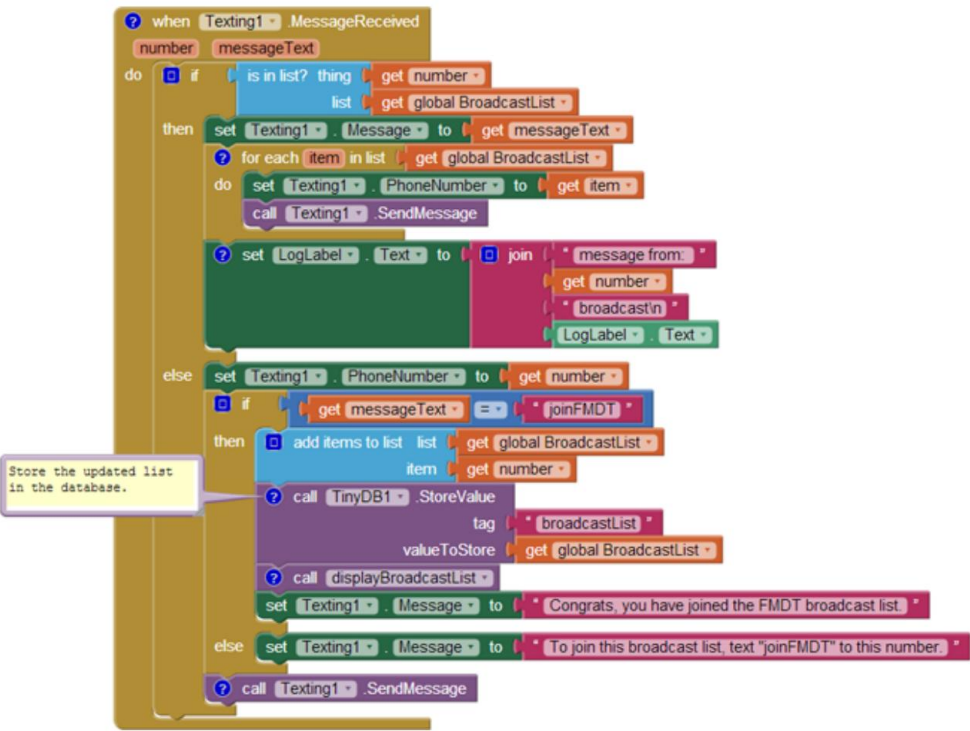 when Texting1 .MessageReceived
number messageText
do if is in list? thing get number
list get global BroadcastList
then set Texting1 . Message to get messageText
for each item in list get global BroadcastList
do set Texting1 . PhoneNumber to get item
call Texting1 .SendMessage
set LogLabel . Text to join " message from: "
get number
" broadcast\n "
LogLabel . Text
else set Texting1 . PhoneNumber to get number
if get messageText = " joinFMDT "
then add items to list list get global BroadcastList
item get number
Store the updated list
in the database.
call TinyDB1 .StoreValue
tag " broadcastList "
valueToStore get global BroadcastList
call displayBroadcastList
set Texting1 . Message to " Congrats, you have joined the FMDT broadcast list. "
else set Texting1 . Message to " To join this broadcast list, text "joinFMDT" to this number. "
call Texting1 .SendMessage